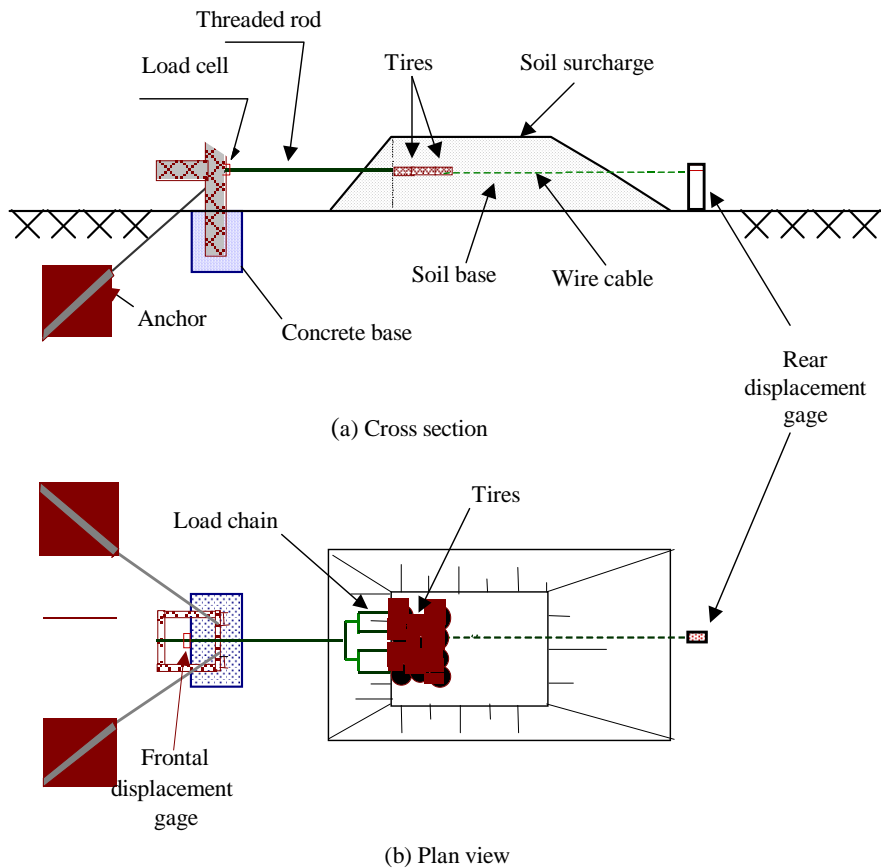 Threaded rod
Load cell
Tires
Soil surcharge
Soil base
Wire cable
Anchor
Concrete base
Rear
displacement
gage
(a) Cross section
Load chain
Tires
Frontal
displacement
gage
(b) Plan view